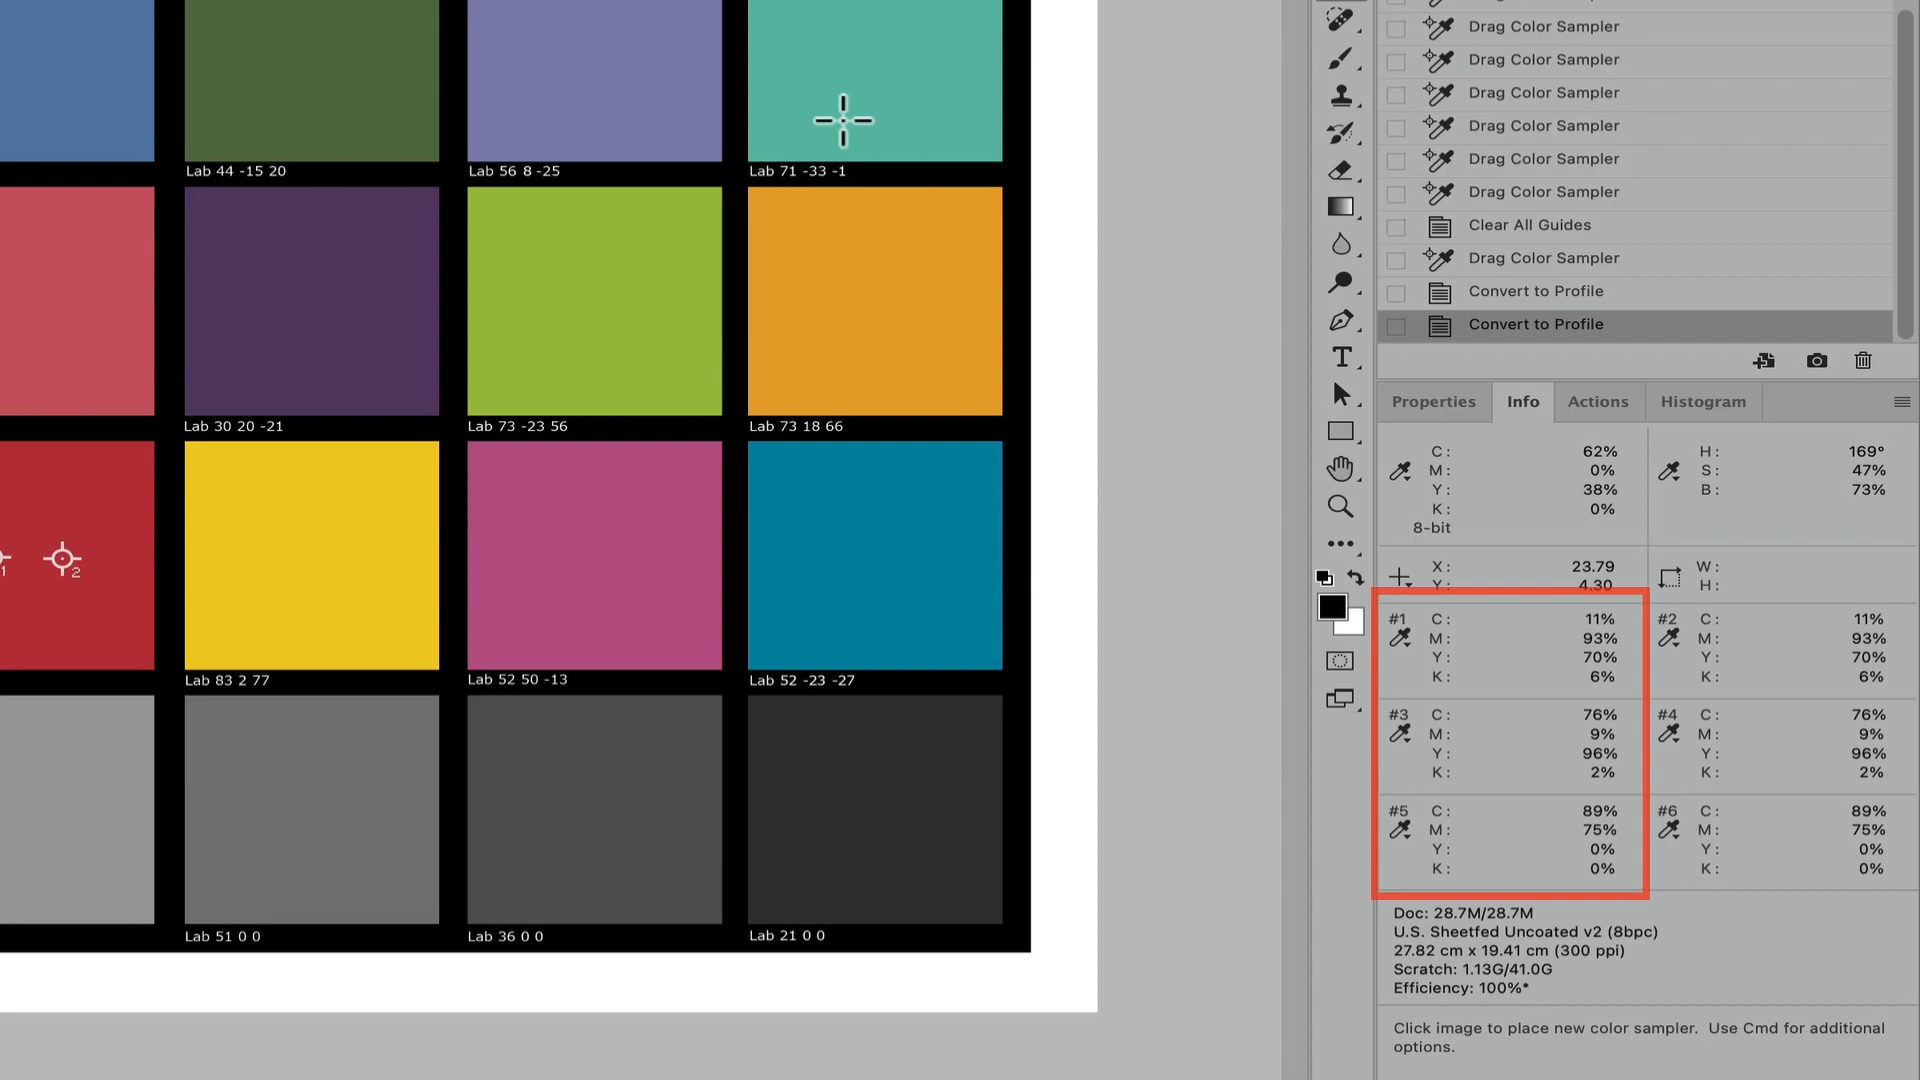 Drag Color Sampler
Drag Color Sampler
Drag Color Sampler
Drag Color Sampler
Drag Color Sampler
Drag Color Sampler
Clear All Guides
Drag Color Sampler
Convert to Profile
Convert to Profile
Lab 44 -15 20
Lab 56 8 -25
Lab 71 -33 -1
Lab 30 20 -21
Lab 73 -23 56
Lab 73 18 66
1
2
Lab 83 2 77
Lab 52 50 -13
Lab 52 -23 -27
Lab 51 0 0
Lab 36 0 0
Lab 21 0 0
T
Properties Info Actions Histogram
C: 62% H: 169°
M: 0% S: 47%
Y: 38% B: 73%
K: 0%
8-bit
X: 23.79 W:
Y: 4.30 H:
#1 C: 11% #2 C: 11%
M: 93% M: 93%
Y: 70% Y: 70%
K: 6% K: 6%
#3 C: 76% #4 C: 76%
M: 9% M: 9%
Y: 96% Y: 96%
K: 2% K: 2%
#5 C: 89% #6 C: 89%
M: 75% M: 75%
Y: 0% Y: 0%
K: 0% K: 0%
Doc: 28.7M/28.7M
U.S. Sheetfed Uncoated v2 (8bpc)
27.82 cm x 19.41 cm (300 ppi)
Scratch: 1.13G/41.0G
Efficiency: 100%*
Click image to place new color sampler. Use Cmd for additional
options.